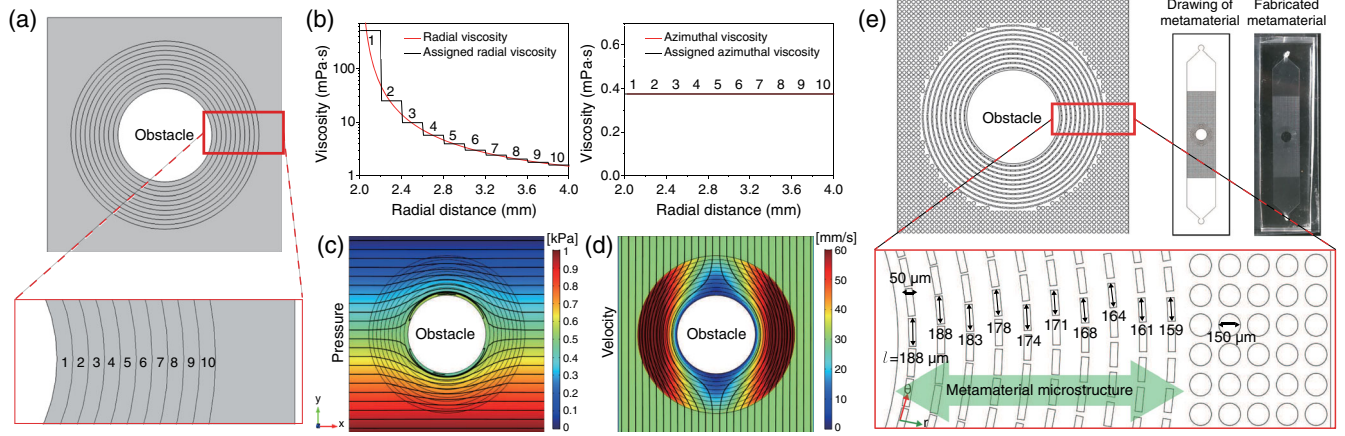 (a)
Obstacle
1 2 3 4 5 6 7 8 9 10
(b)
Viscosity (mPa·s)
100
10
1
Radial viscosity
Assigned radial viscosity
1
2
3
4
5
6
7
8
9
10
2.0 2.4 2.8 3.2 3.6 4.0
Radial distance (mm)
Viscosity (mPa·s)
0.6
0.4
0.2
0.0
Azimuthal viscosity
Assigned azimuthal viscosity
1 2 3 4 5 6 7 8 9 10
2.0 2.4 2.8 3.2 3.6 4.0
Radial distance (mm)
(c)
[kPa]
1
0.9
0.8
0.7
0.6
0.5
0.4
0.3
0.2
0.1
0
Pressure
Obstacle
y
x
(d)
[mm/s]
60
50
40
30
20
10
0
Velocity
Obstacle
(e)
Obstacle
Drawing of
metamaterial
Fabricated
metamaterial
50 μm
188
183
178
174
171
168
164
161
159
l=188 μm
150 μm
Metamaterial microstructure
θ
r